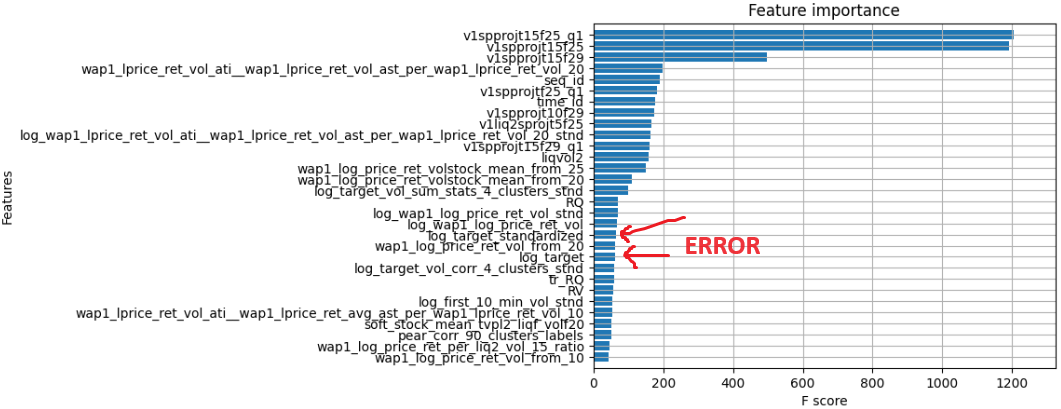 Feature importance
v1spprojt15f25_q1
v1spprojt15f25
v1spprojt15f29
wap1_lprice_ret_vol_ati__wap1_lprice_ret_vol_ast_per_wap1_lprice_ret_vol_20
seq_id
v1spprojtf25_q1
time_id
v1spprojt10f29
v1liq2sprojt5f25
log_wap1_lprice_ret_vol_ati__wap1_lprice_ret_vol_ast_per_wap1_lprice_ret_vol_20_stnd
v1spprojt15f29_q1
liqvol2
wap1_log_price_ret_volstock_mean_from_25
wap1_log_price_ret_volstock_mean_from_20
log_target_vol_sum_stats_4_clusters_stnd
RQ
log_wap1_log_price_ret_vol_stnd
log_wap1_log_price_ret_vol
log_target_standardized
wap1_log_price_ret_vol_from_20
log_target
log_target_vol_corr_4_clusters_stnd
tr_RQ
RV
log_first_10_min_vol_stnd
wap1_lprice_ret_vol_ati__wap1_lprice_ret_avg_ast_per_wap1_lprice_ret_vol_10
soft_stock_mean_tvpl2_liqf_volf20
pear_corr_90_clusters_labels
wap1_log_price_ret_per_liq2_vol_15_ratio
wap1_log_price_ret_vol_from_10
Features
ERROR
0 200 400 600 800 1000 1200
F score